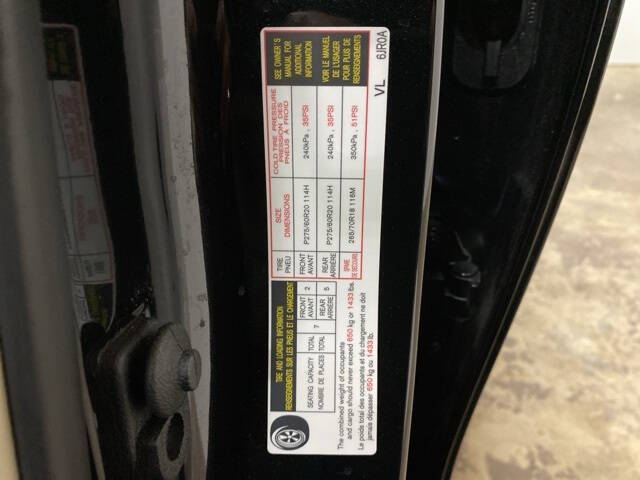 TIRE AND LOADING INFORMATION
RENSEIGNEMENTS SUR LES PNEUS ET LE CHARGEMENT
SEATING CAPACITY
NOMBRE DE PLACES
TOTAL
TOTAL
7
FRONT
AVANT
2
REAR
ARRIÈRE
5
The combined weight of occupants
and cargo should never exceed 650 kg or 1433 lbs.
Le poids total des occupants et du chargement ne doit
jamais dépasser 650 kg ou 1433 lb.
TIRE
PNEU
SIZE
DIMENSIONS
COLD TIRE PRESSURE
PRESSION DES
PNEUS À FROID
FRONT
AVANT
P275/60R20 114H
240kPa , 35PSI
REAR
ARRIÈRE
P275/60R20 114H
240kPa , 35PSI
SPARE
DE SECOURS
265/70R18 116M
350kPa , 51PSI
SEE OWNER'S
MANUAL FOR
ADDITIONAL
INFORMATION
VOIR LE MANUEL
DE L'USAGER
POUR PLUS DE
RENSEIGNEMENTS
VL 6JR0A